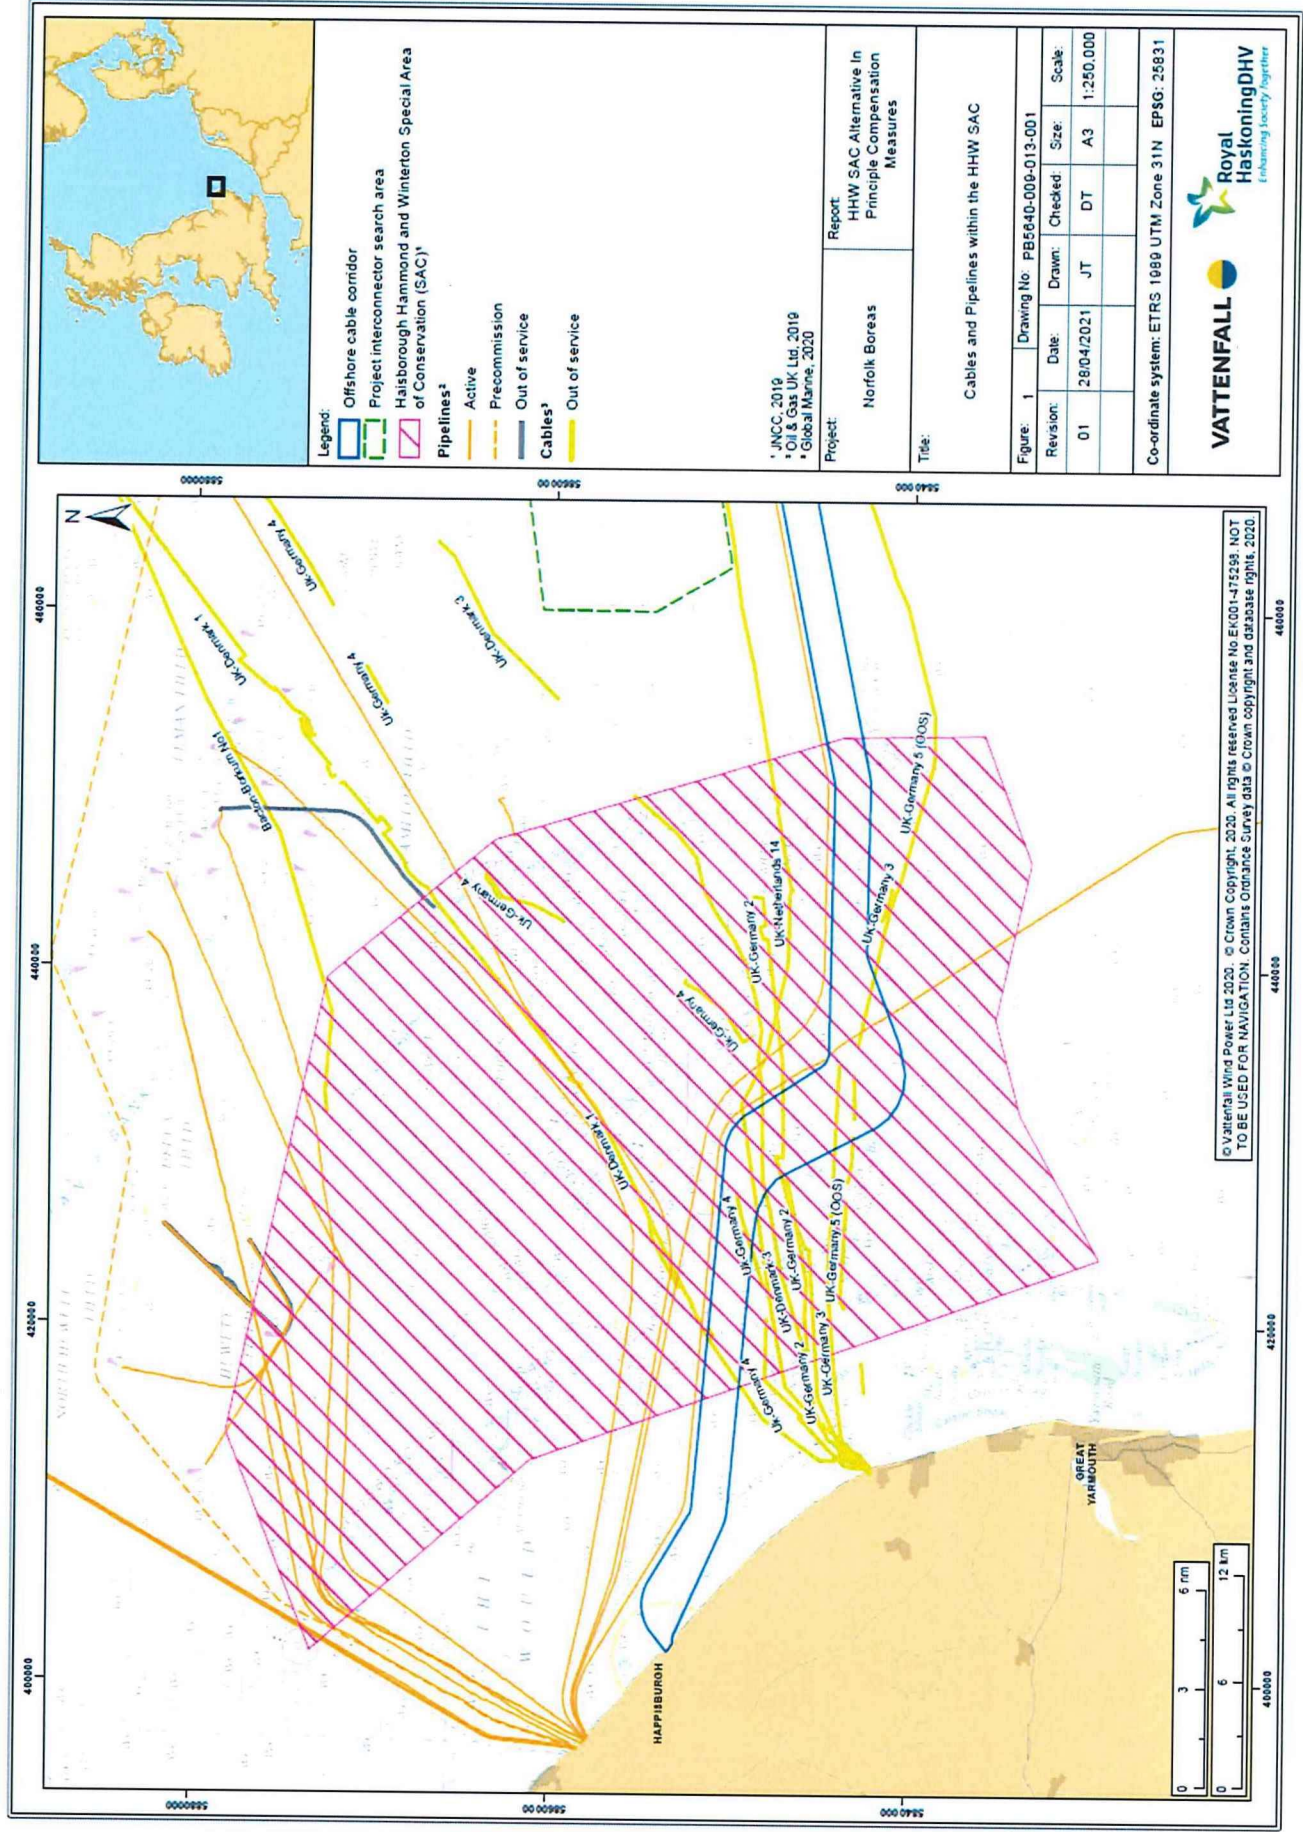 N
400000
420000
440000
460000
5880000
5860000
5840000
5880000
5860000
5840000
400000
420000
440000
460000
Bacton-Borkum No1
UK-Denmark 1
UK-Germany 4
UK-Germany 4
UK-Denmark 3
UK-Germany 4
UK-Denmark 1
UK-Germany 4
UK-Germany 2
UK-Netherlands 14
UK-Germany 3
UK-Germany 5 (OOS)
UK-Germany 4
UK-Denmark 3
UK-Germany 2
UK-Germany 5 (OOS)
UK-Germany 4
UK-Germany 2
UK-Germany 3
HAPPISBURGH
GREAT
YARMOUTH
0 3 6 nm
0 6 12 km
© Vattenfall Wind Power Ltd 2020. © Crown Copyright, 2020. All rights reserved License No.EK001-475298. NOT
TO BE USED FOR NAVIGATION. Contains Ordnance Survey data © Crown copyright and database rights, 2020.
Legend:
Offshore cable corridor
Project interconnector search area
Haisborough Hammond and Winterton Special Area
of Conservation (SAC)¹
Pipelines²
Active
Precommission
Out of service
Cables³
Out of service
¹ JNCC, 2019
² Oil & Gas UK Ltd, 2019
³ Global Marine, 2020
Project:
Norfolk Boreas
Report:
HHW SAC Alternative In
Principle Compensation
Measures
Title:
Cables and Pipelines within the HHW SAC
Figure: 1 Drawing No: PB5640-009-013-001
Revision: Date: Drawn: Checked: Size: Scale:
01 28/04/2021 JT DT A3 1:250,000
Co-ordinate system: ETRS 1989 UTM Zone 31N EPSG: 25831
VATTENFALL
Royal
HaskoningDHV
Enhancing Society Together